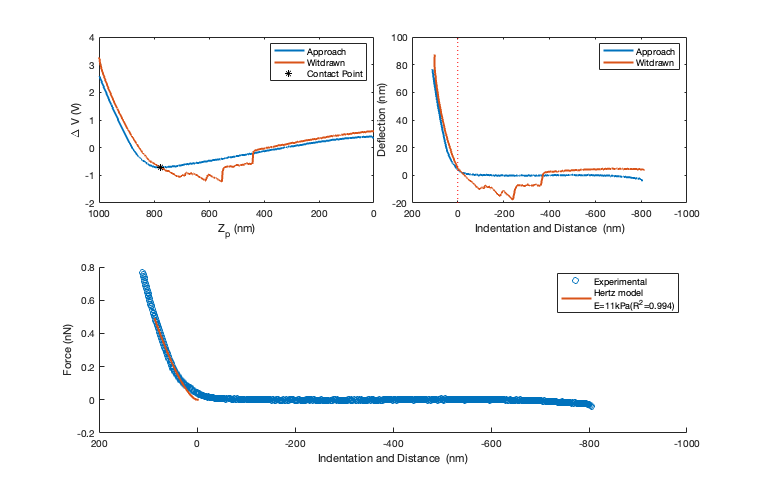 4
3
2
1
0
-1
-2
Δ V (V)
1000 800 600 400 200 0
Z_p (nm)
Approach
Witdrawn
Contact Point
100
80
60
40
20
0
-20
Deflection (nm)
200 0 -200 -400 -600 -800 -1000
Indentation and Distance (nm)
Approach
Witdrawn
0.8
0.6
0.4
0.2
0
-0.2
Force (nN)
200 0 -200 -400 -600 -800 -1000
Indentation and Distance (nm)
Experimental
Hertz model
E=11kPa(R²=0.994)